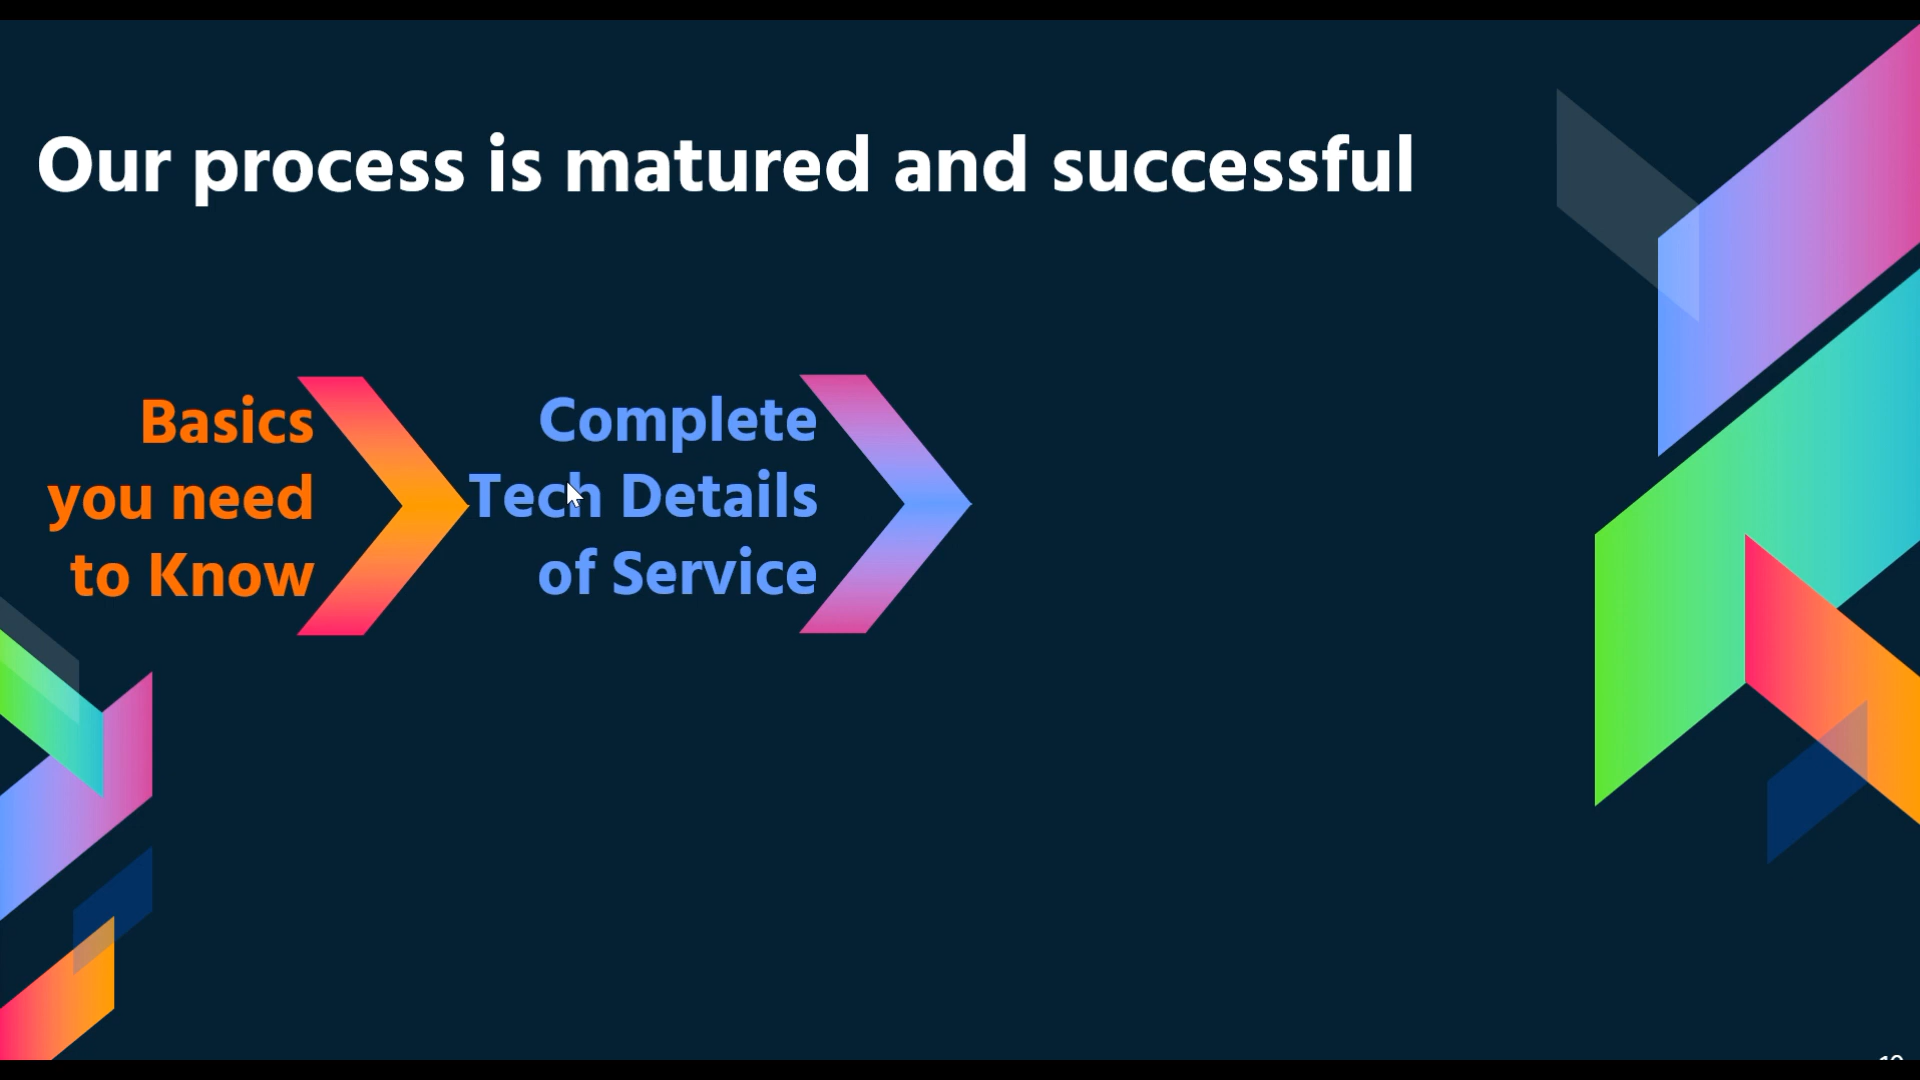 Our process is matured and successful
Basics
you need
to Know
Complete
Tech Details
of Service